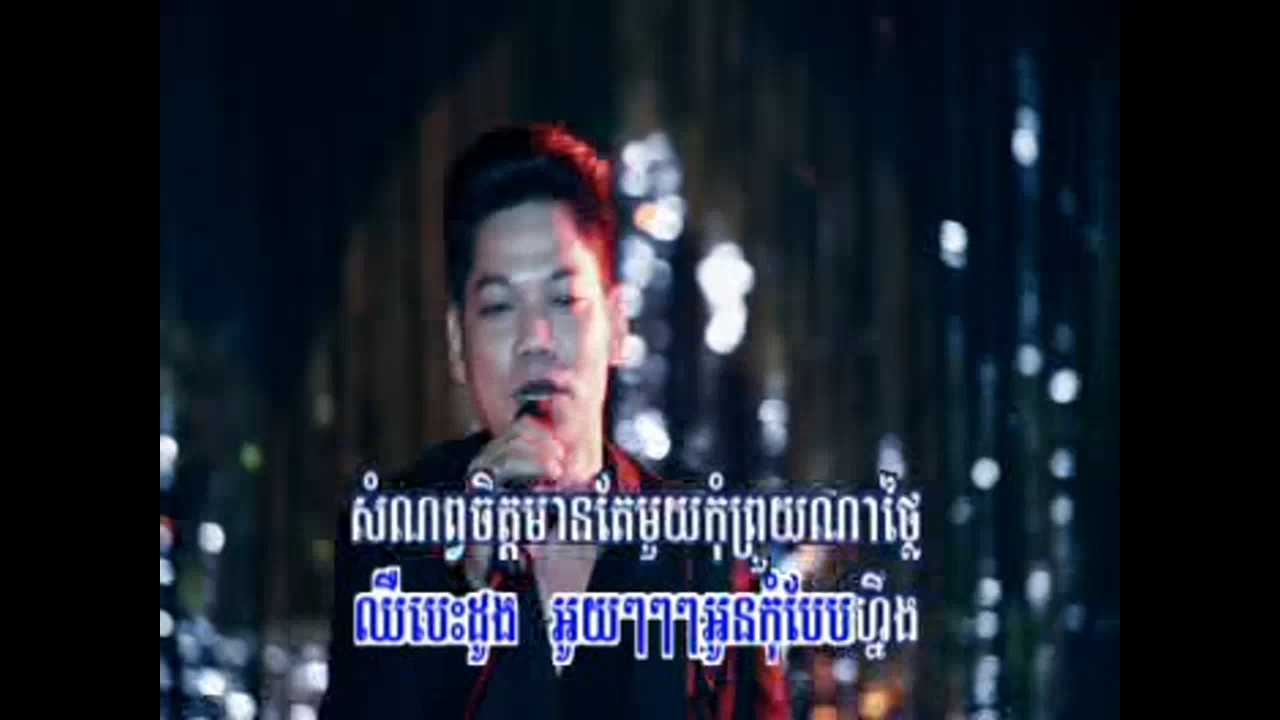 សំណព្វចិត្តមានតែមួយកុំព្រួយណាថ្លៃ
ឈឺបេះដូង អូយៗៗៗអូនកុំបែបហ្នឹង